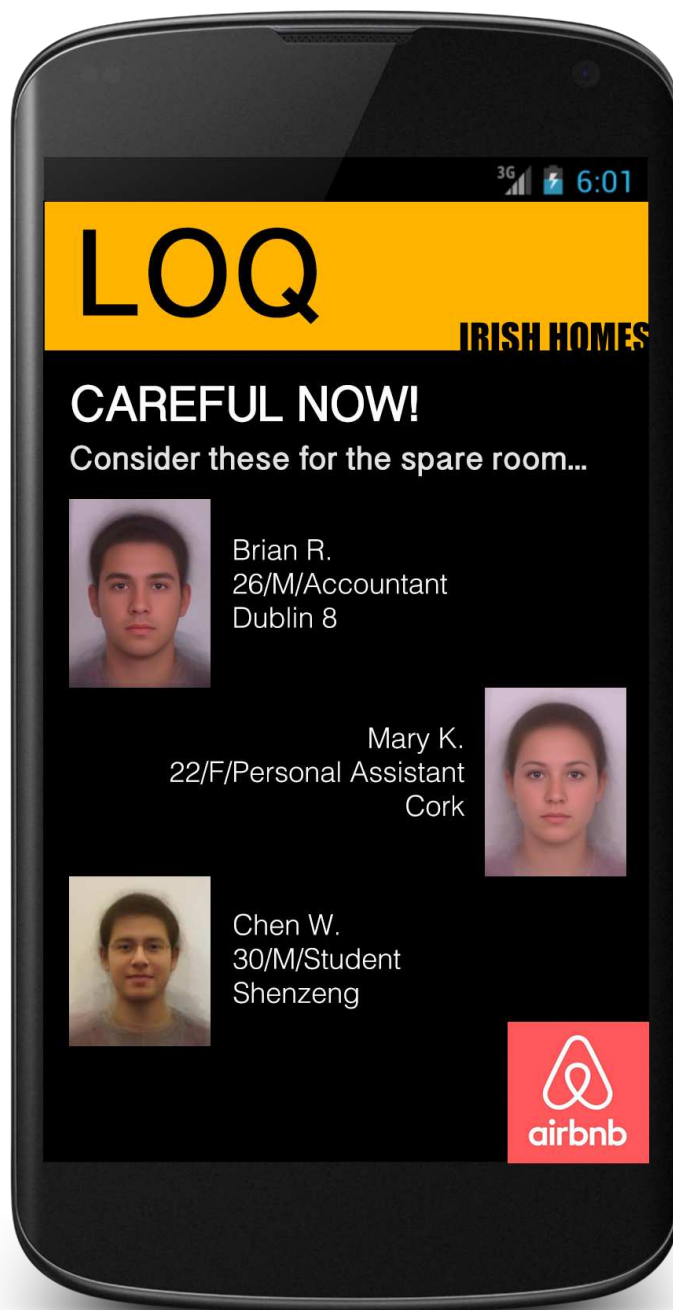 3G 6:01
LOQ
IRISH HOMES
CAREFUL NOW!
Consider these for the spare room...
Brian R.
26/M/Accountant
Dublin 8
Mary K.
22/F/Personal Assistant
Cork
Chen W.
30/M/Student
Shenzeng
airbnb